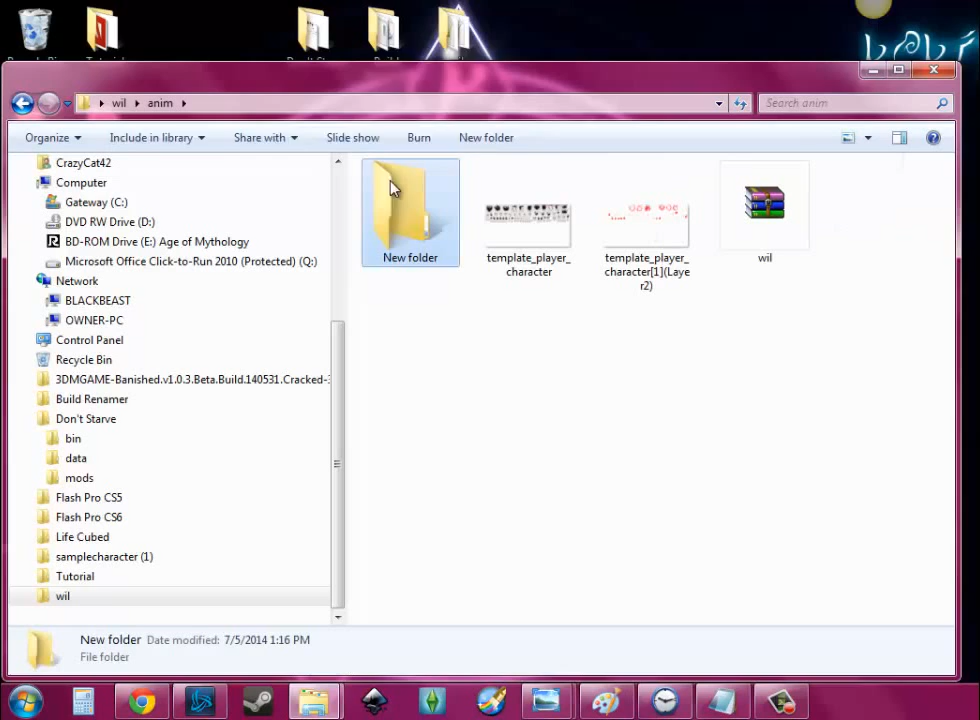 wil ▸ anim ▸
Search anim
Organize
Include in library
Share with
Slide show
Burn
New folder
CrazyCat42
Computer
Gateway (C:)
DVD RW Drive (D:)
BD-ROM Drive (E:) Age of Mythology
Microsoft Office Click-to-Run 2010 (Protected) (Q:)
Network
BLACKBEAST
OWNER-PC
Control Panel
Recycle Bin
3DMGAME-Banished.v1.0.3.Beta.Build.140531.Cracked-
Build Renamer
Don't Starve
bin
data
mods
Flash Pro CS5
Flash Pro CS6
Life Cubed
samplecharacter (1)
Tutorial
wil
New folder
template_player_
character
template_player_
character[1](Laye
r2)
wil
New folder Date modified: 7/5/2014 1:16 PM
File folder